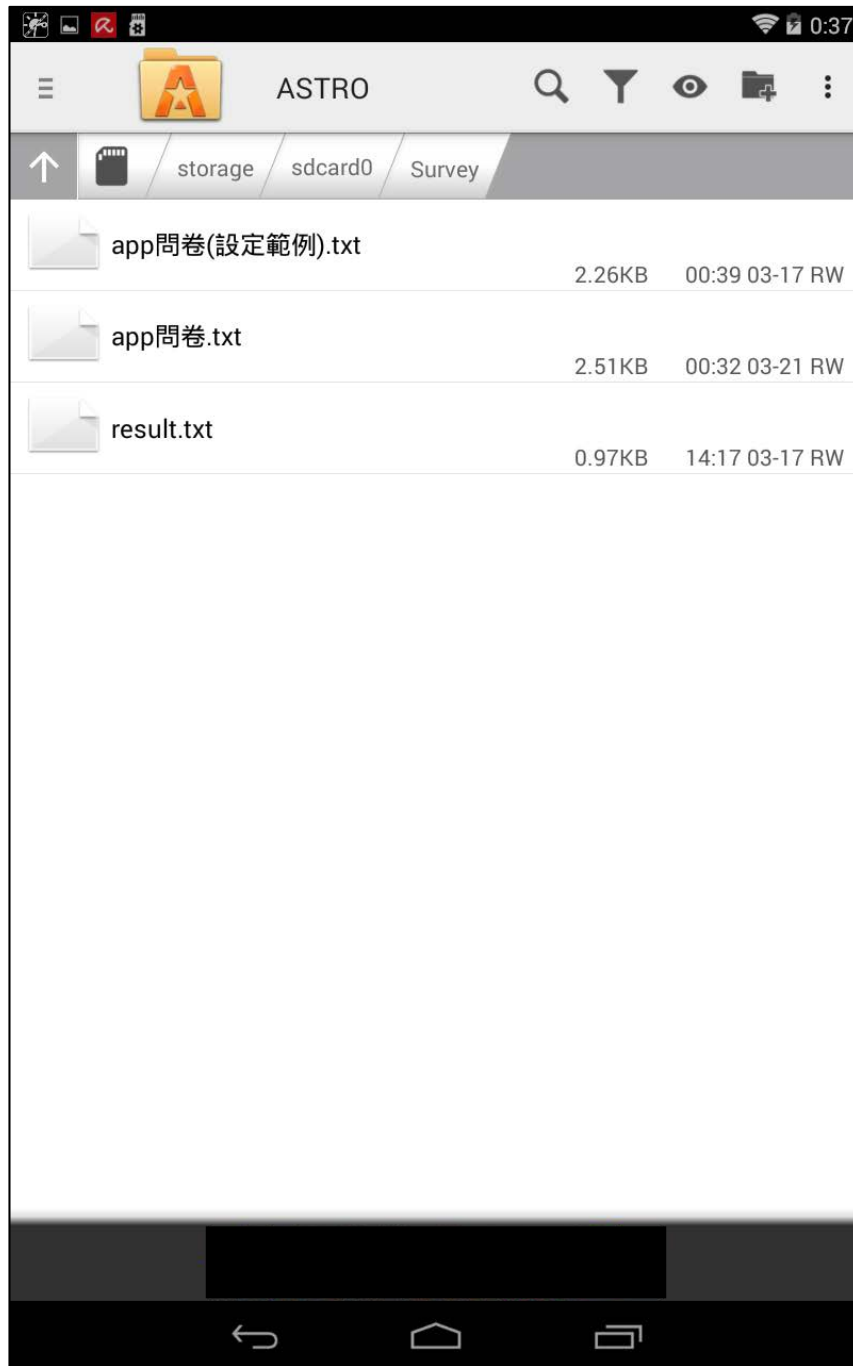 0:37
ASTRO
storage sdcard0 Survey
app問卷(設定範例).txt
2.26KB 00:39 03-17 RW
app問卷.txt
2.51KB 00:32 03-21 RW
result.txt
0.97KB 14:17 03-17 RW